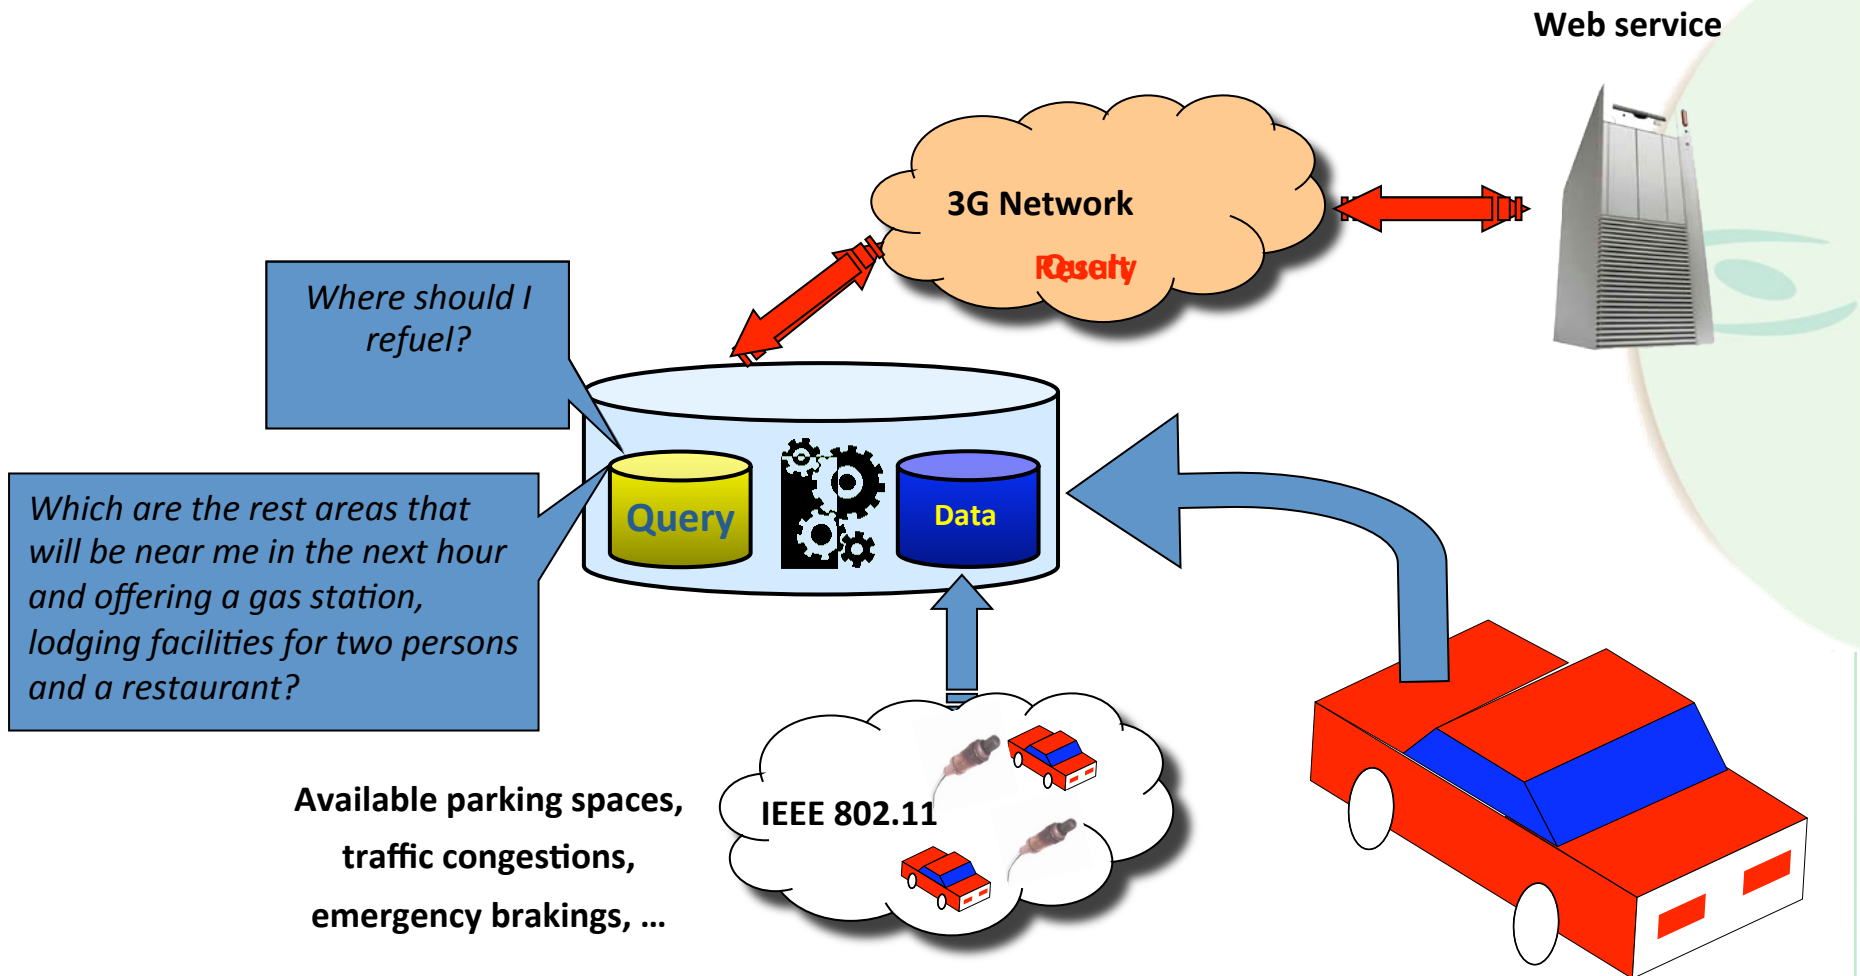 Web service
3G Network
Result
Query
Where should I
refuel?
Query
Data
Which are the rest areas that
will be near me in the next hour
and offering a gas station,
lodging facilities for two persons
and a restaurant?
Available parking spaces,
traffic congestions,
emergency brakings, ...
IEEE 802.11